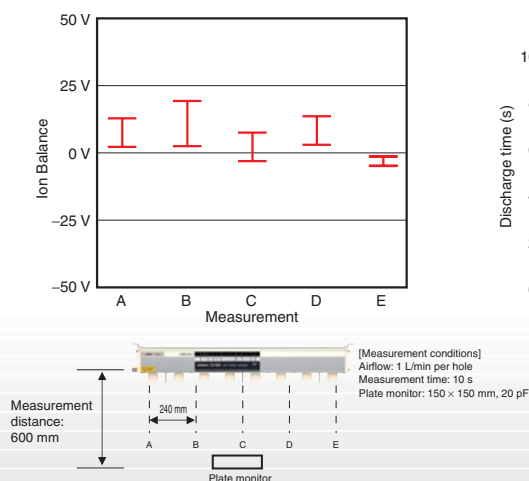 50 V
25 V
0 V
−25 V
−50 V
Ion Balance
A B C D E
Measurement
10
Discharge time (s)
[Measurement conditions]
Airflow: 1 L/min per hole
Measurement time: 10 s
Plate monitor: 150 × 150 mm, 20 pF
Measurement
distance:
600 mm
240 mm
A B C D E
Plate monitor